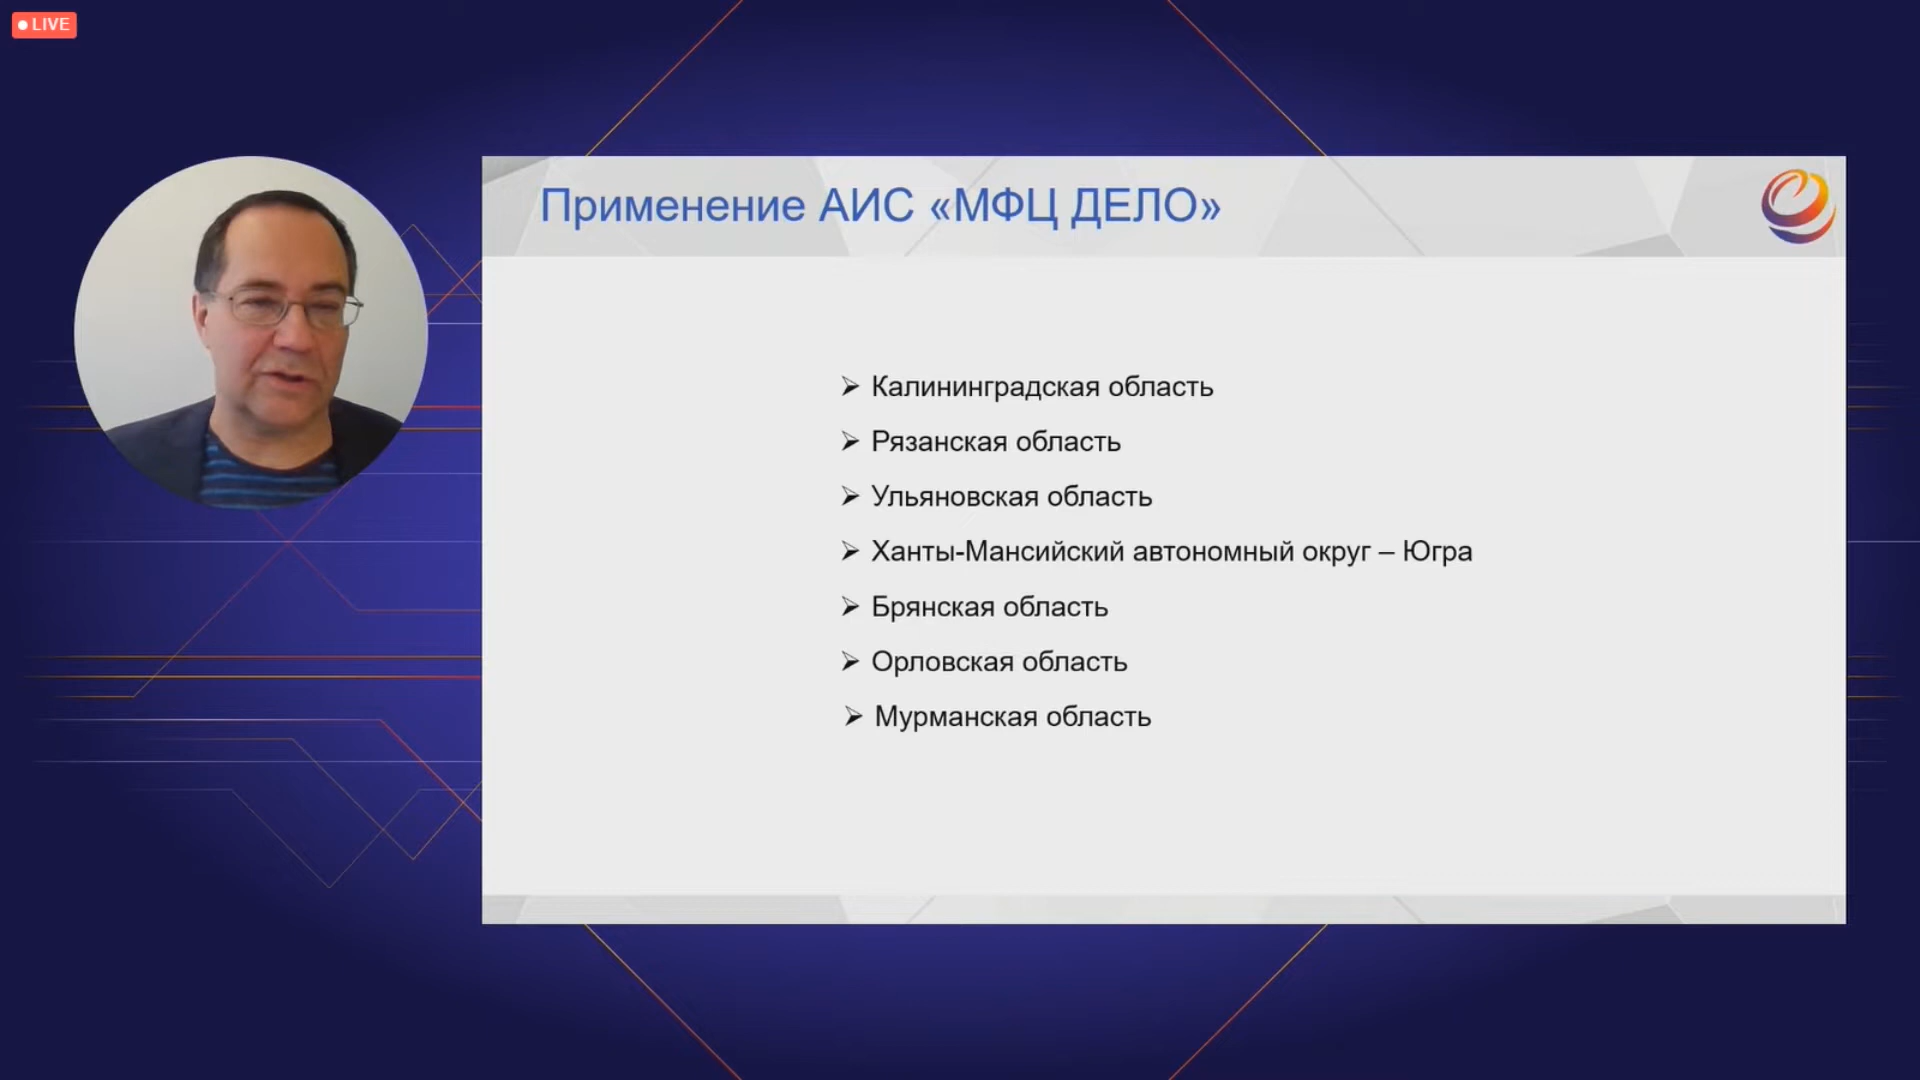 LIVE
Применение АИС «МФЦ ДЕЛО»
Калининградская область
Рязанская область
Ульяновская область
Ханты-Мансийский автономный округ – Югра
Брянская область
Орловская область
Мурманская область